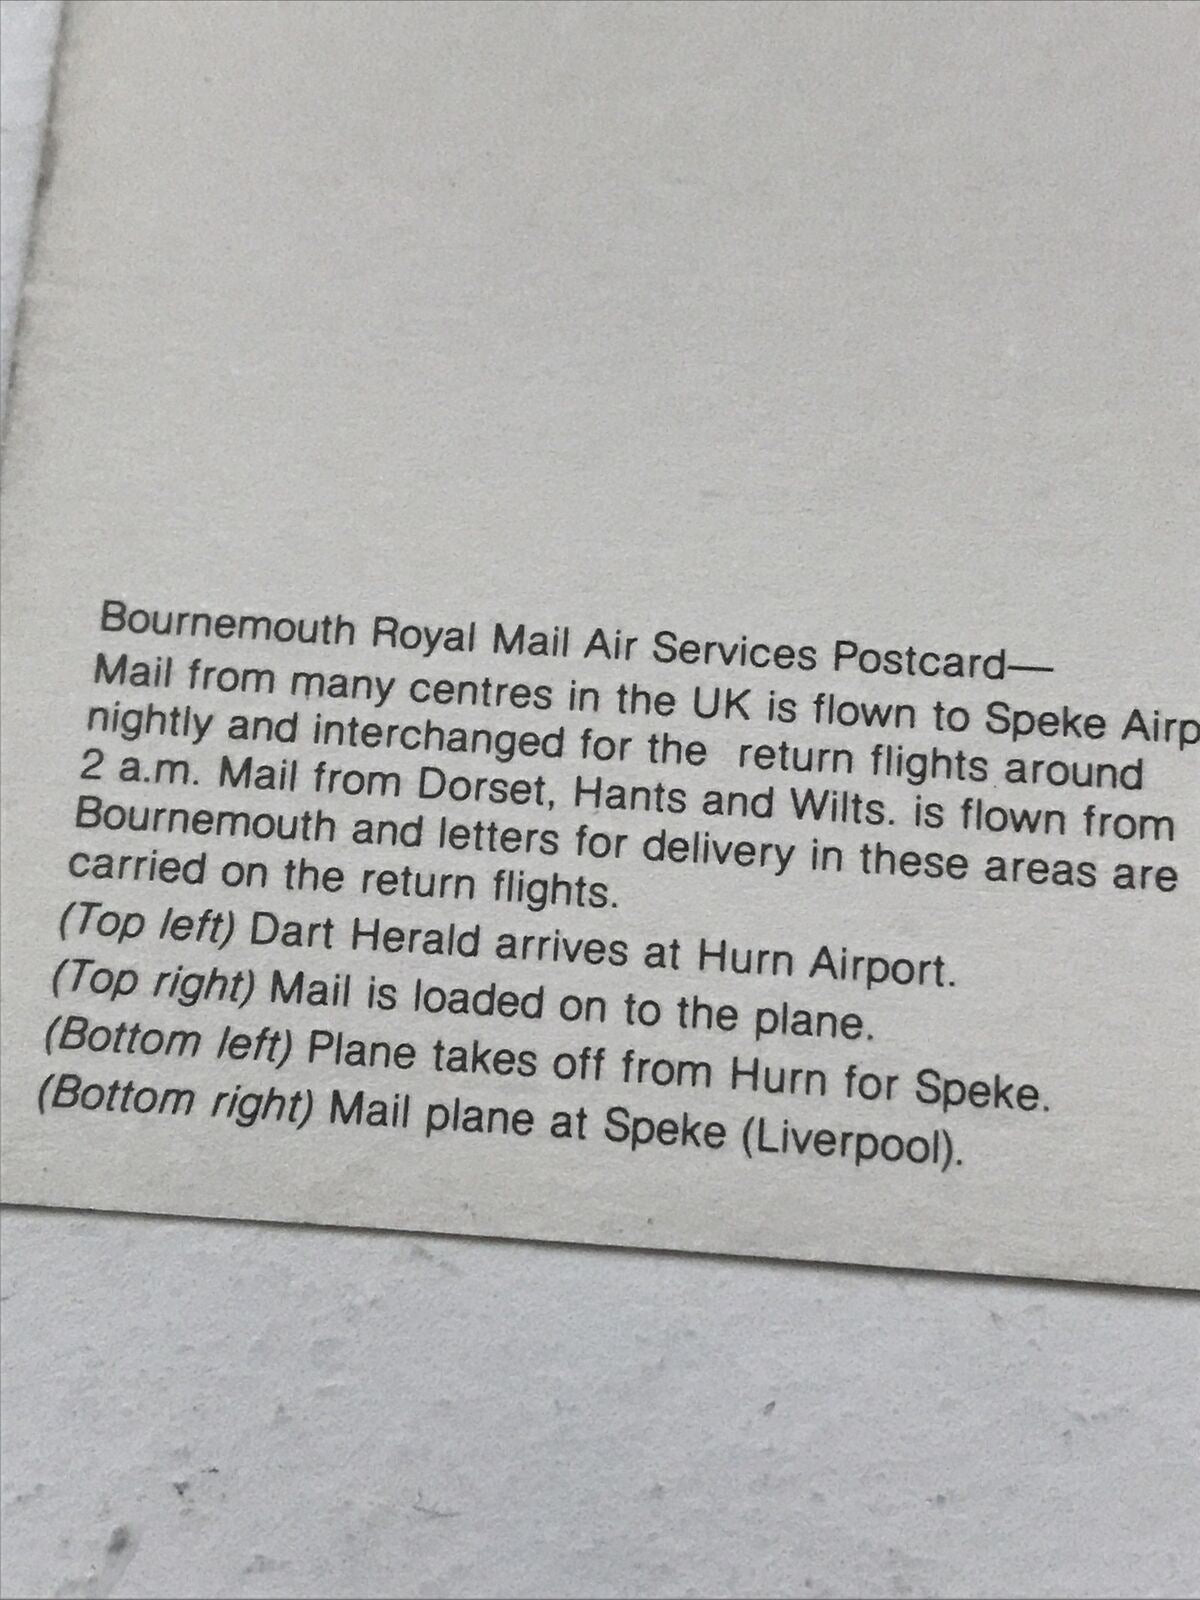 Bournemouth Royal Mail Air Services Postcard—
Mail from many centres in the UK is flown to Speke Airp
nightly and interchanged for the return flights around
2 a.m. Mail from Dorset, Hants and Wilts. is flown from
Bournemouth and letters for delivery in these areas are
carried on the return flights.
(Top left) Dart Herald arrives at Hurn Airport.
(Top right) Mail is loaded on to the plane.
(Bottom left) Plane takes off from Hurn for Speke.
(Bottom right) Mail plane at Speke (Liverpool).